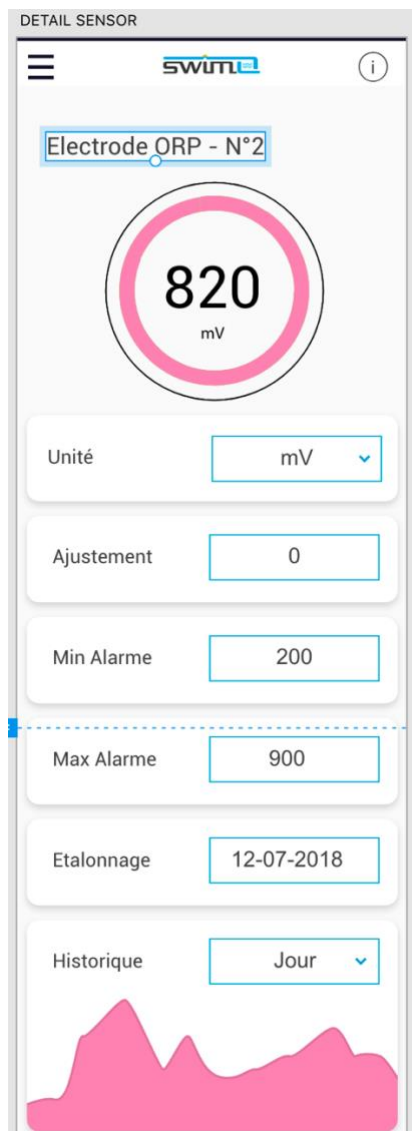 DETAIL SENSOR
swim
i
Electrode ORP - N°2
820
mV
Unité mV
Ajustement 0
Min Alarme 200
Max Alarme 900
Etalonnage 12-07-2018
Historique Jour